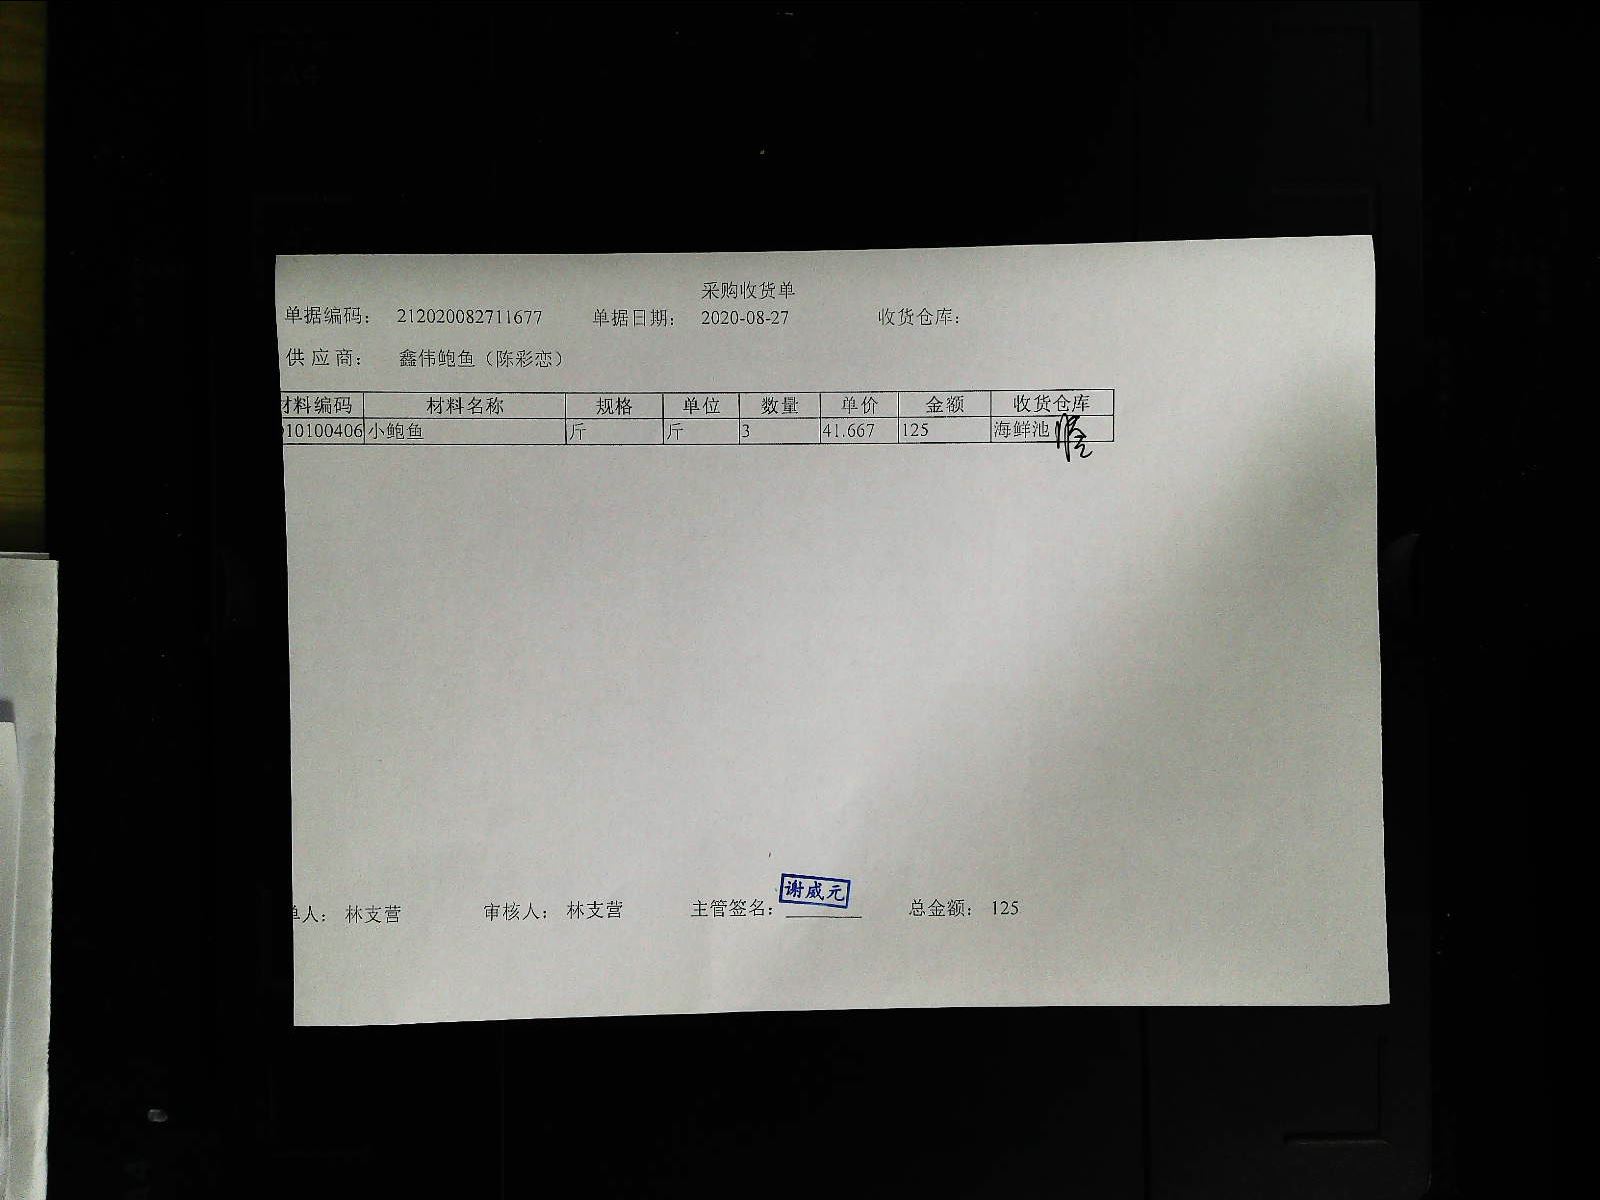 采购收货单
单据编码： 212020082711677 单据日期： 2020-08-27 收货仓库：
供应商： 鑫伟鲍鱼（陈彩恋）
材料编码 材料名称 规格 单位 数量 单价 金额 收货仓库
10100406 小鲍鱼 斤 斤 3 41.667 125 海鲜池
单人： 林支营 审核人： 林支营 主管签名： 谢威元 总金额： 125